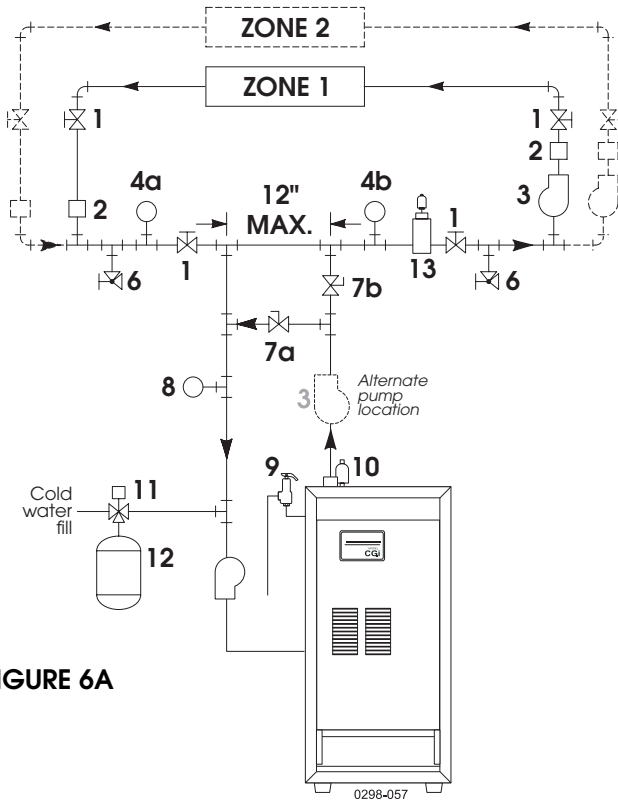 ZONE 2
ZONE 1
1
1
2
2
3
4a
12"
MAX.
4b
1
13
1
6
6
7b
7a
8
3
Alternate
pump
location
9
10
11
Cold
water
fill
12
CGi
IGURE 6A
0298-057